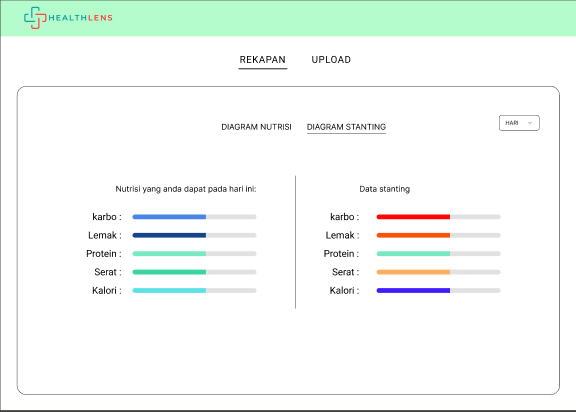 HEALTHLENS
REKAPAN UPLOAD
DIAGRAM NUTRISI DIAGRAM STANTING HARI
Nutrisi yang anda dapat pada hari ini:
karbo :
Lemak :
Protein :
Serat :
Kalori :
Data stanting
karbo :
Lemak :
Protein :
Serat :
Kalori :